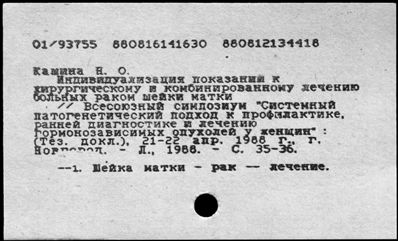 01/93755 880816141630 880812134418
Кашина Н. О.
Индивидуализация показаний к
хирургическому и комбинированному лечению
больных раком шейки матки
// Всесоюзный симпозиум "Системный
патогенетический подход к профилактике,
ранней диагностике и лечению
гормонозависимых опухолей у женщин" :
(Тез. докл.), 21-22 апр. 1988 г., г.
Новгород. - Л., 1988. - С. 35-36.
--1. Шейка матки - рак -- лечение.